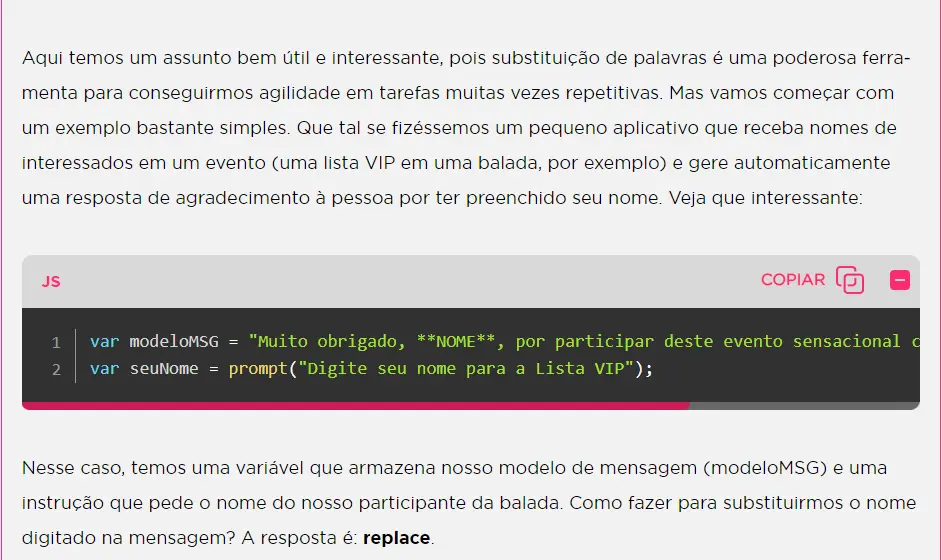 Aqui temos um assunto bem útil e interessante, pois substituição de palavras é uma poderosa ferra-
menta para conseguirmos agilidade em tarefas muitas vezes repetitivas. Mas vamos começar com
um exemplo bastante simples. Que tal se fizéssemos um pequeno aplicativo que receba nomes de
interessados em um evento (uma lista VIP em uma balada, por exemplo) e gere automaticamente
uma resposta de agradecimento à pessoa por ter preenchido seu nome. Veja que interessante:
JS COPIAR
1 var modeloMSG = "Muito obrigado, **NOME**, por participar deste evento sensacional c
2 var seuNome = prompt("Digite seu nome para a Lista VIP");
Nesse caso, temos uma variável que armazena nosso modelo de mensagem (modeloMSG) e uma
instrução que pede o nome do nosso participante da balada. Como fazer para substituirmos o nome
digitado na mensagem? A resposta é: replace.